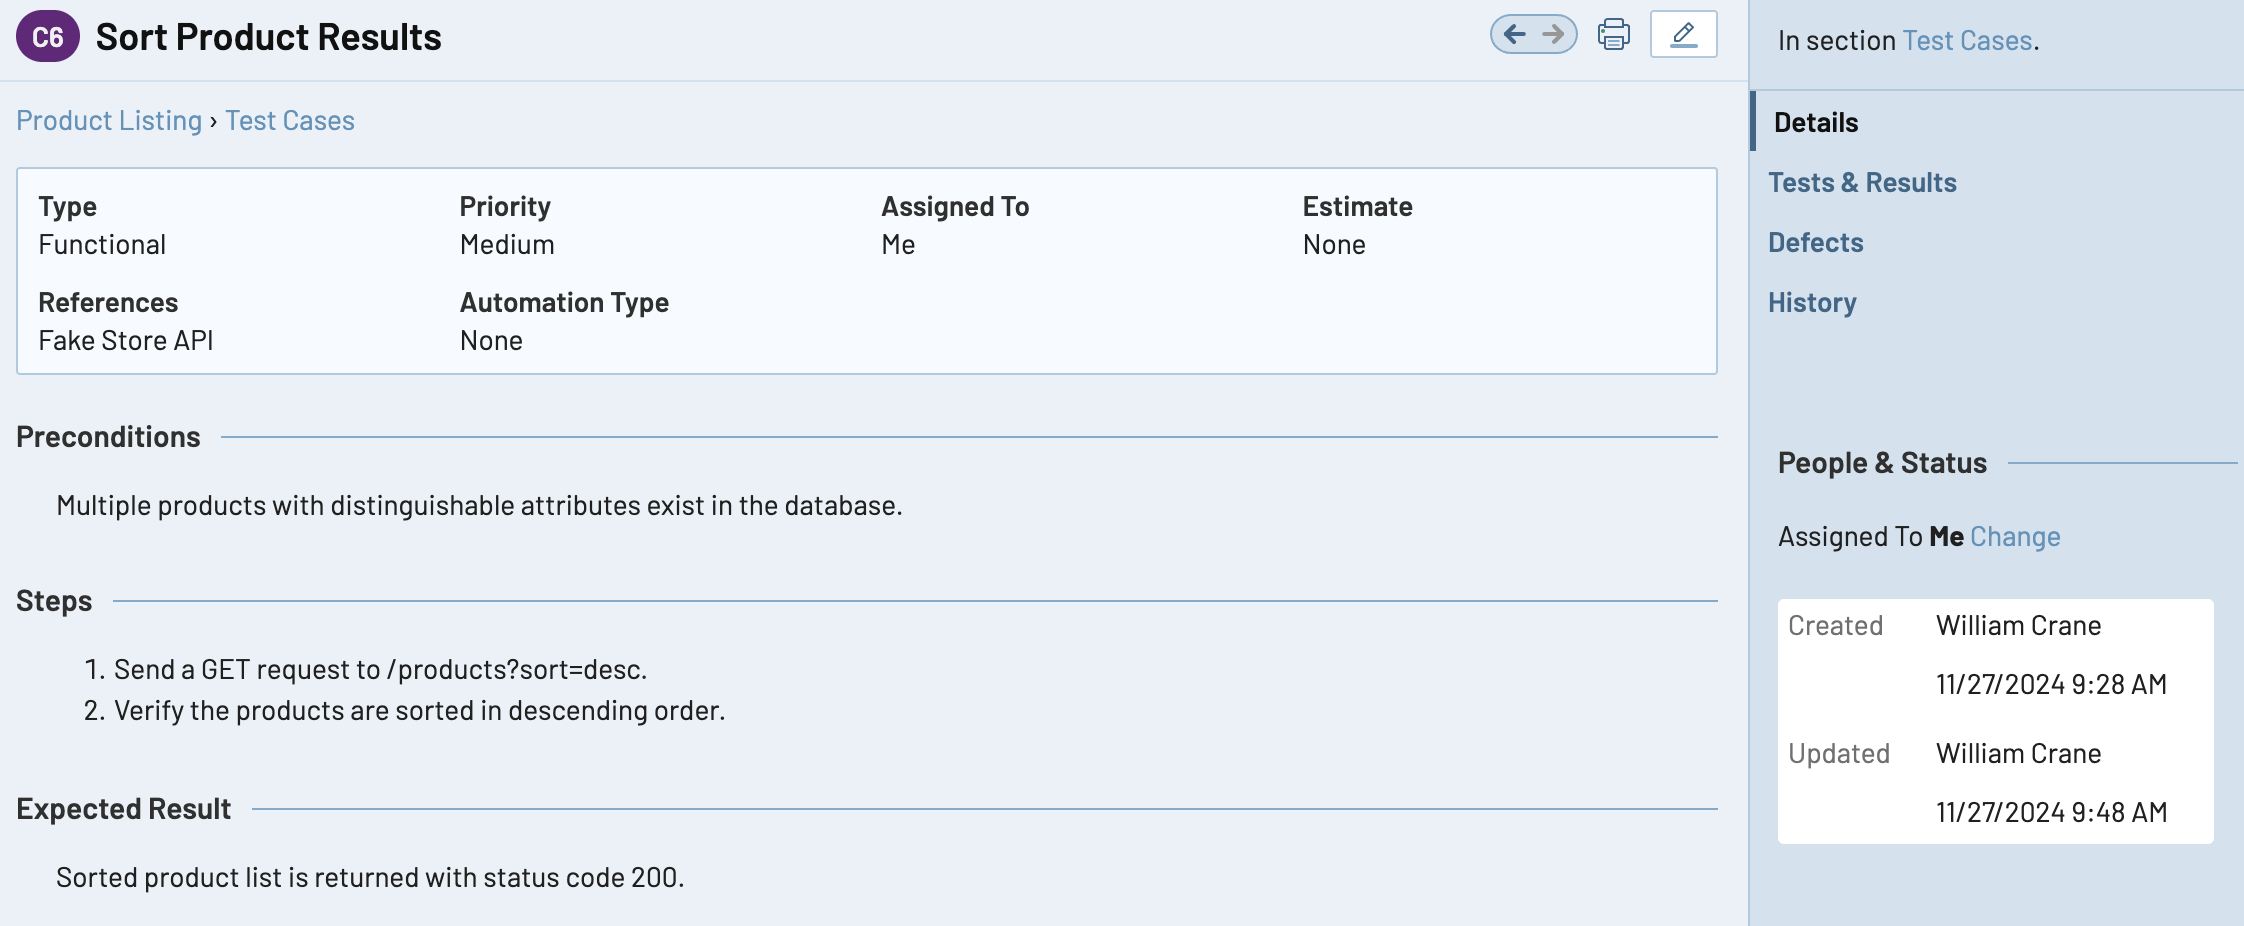 C6 Sort Product Results
Product Listing › Test Cases
Type Priority Assigned To Estimate
Functional Medium Me None
References Automation Type
Fake Store API None
Preconditions
Multiple products with distinguishable attributes exist in the database.
Steps
1. Send a GET request to /products?sort=desc.
2. Verify the products are sorted in descending order.
Expected Result
Sorted product list is returned with status code 200.
In section Test Cases.
Details
Tests & Results
Defects
History
People & Status
Assigned To Me Change
Created William Crane
11/27/2024 9:28 AM
Updated William Crane
11/27/2024 9:48 AM